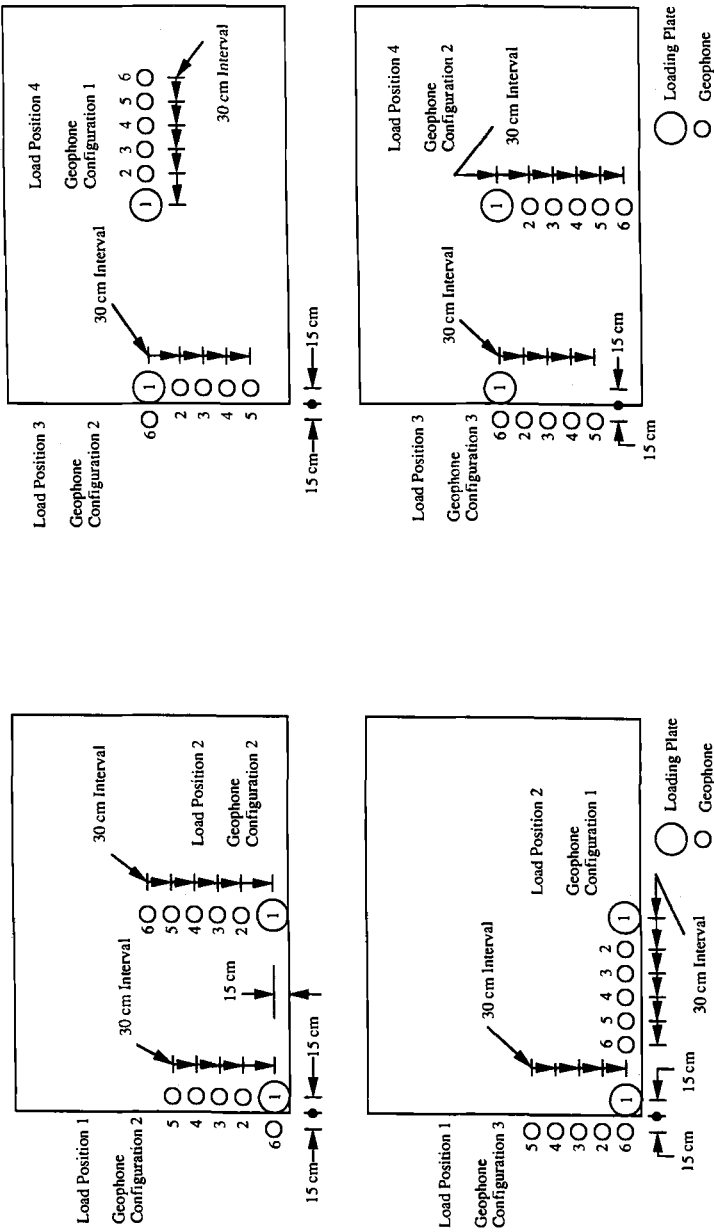 Load Position 3
Geophone
Configuration 2
30 cm Interval
6
1
2
3
4
5
15 cm
15 cm
Load Position 4
Geophone
Configuration 1
1
2
3
4
5
6
30 cm Interval
Load Position 3
Geophone
Configuration 3
30 cm Interval
6
1
2
3
4
5
15 cm
15 cm
Load Position 4
Geophone
Configuration 2
30 cm Interval
1
2
3
4
5
6
Loading Plate
Geophone
Load Position 1
Geophone
Configuration 2
30 cm Interval
5
4
3
2
1
6
15 cm
15 cm
15 cm
30 cm Interval
6
5
4
3
2
1
Load Position 2
Geophone
Configuration 2
Load Position 1
Geophone
Configuration 3
30 cm Interval
5
4
3
2
6
1
15 cm
15 cm
Load Position 2
Geophone
Configuration 1
6
5
4
3
2
1
30 cm Interval
Loading Plate
Geophone